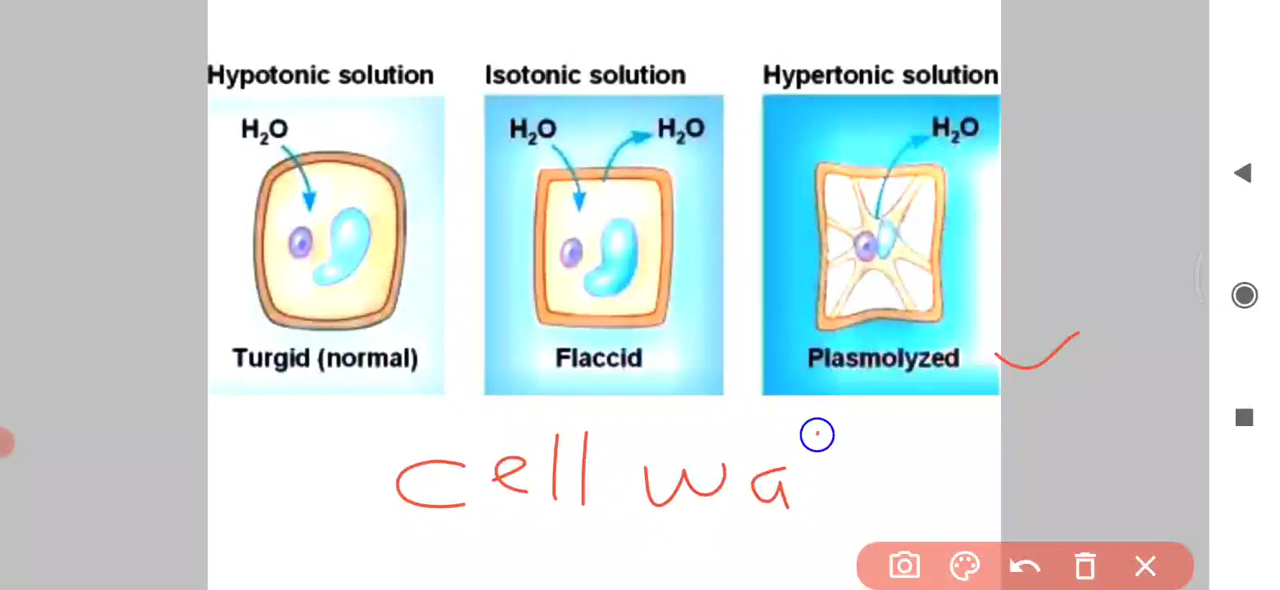 Hypotonic solution Isotonic solution Hypertonic solution
H₂O H₂O H₂O H₂O
Turgid (normal) Flaccid Plasmolyzed
cell wa